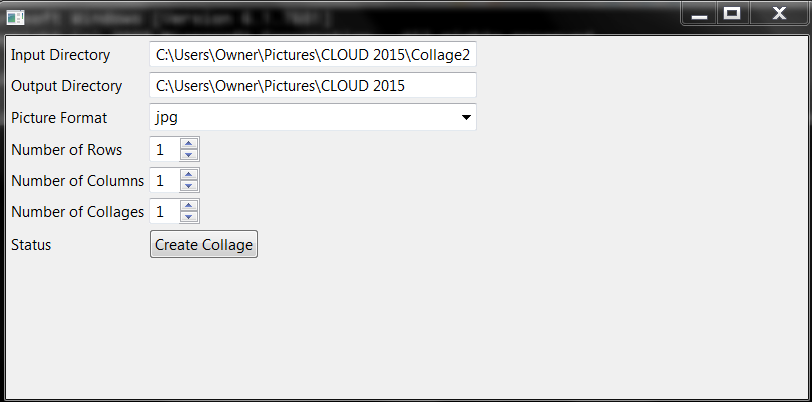 Input Directory C:\Users\Owner\Pictures\CLOUD 2015\Collage2
Output Directory C:\Users\Owner\Pictures\CLOUD 2015
Picture Format jpg
Number of Rows 1
Number of Columns 1
Number of Collages 1
Status Create Collage